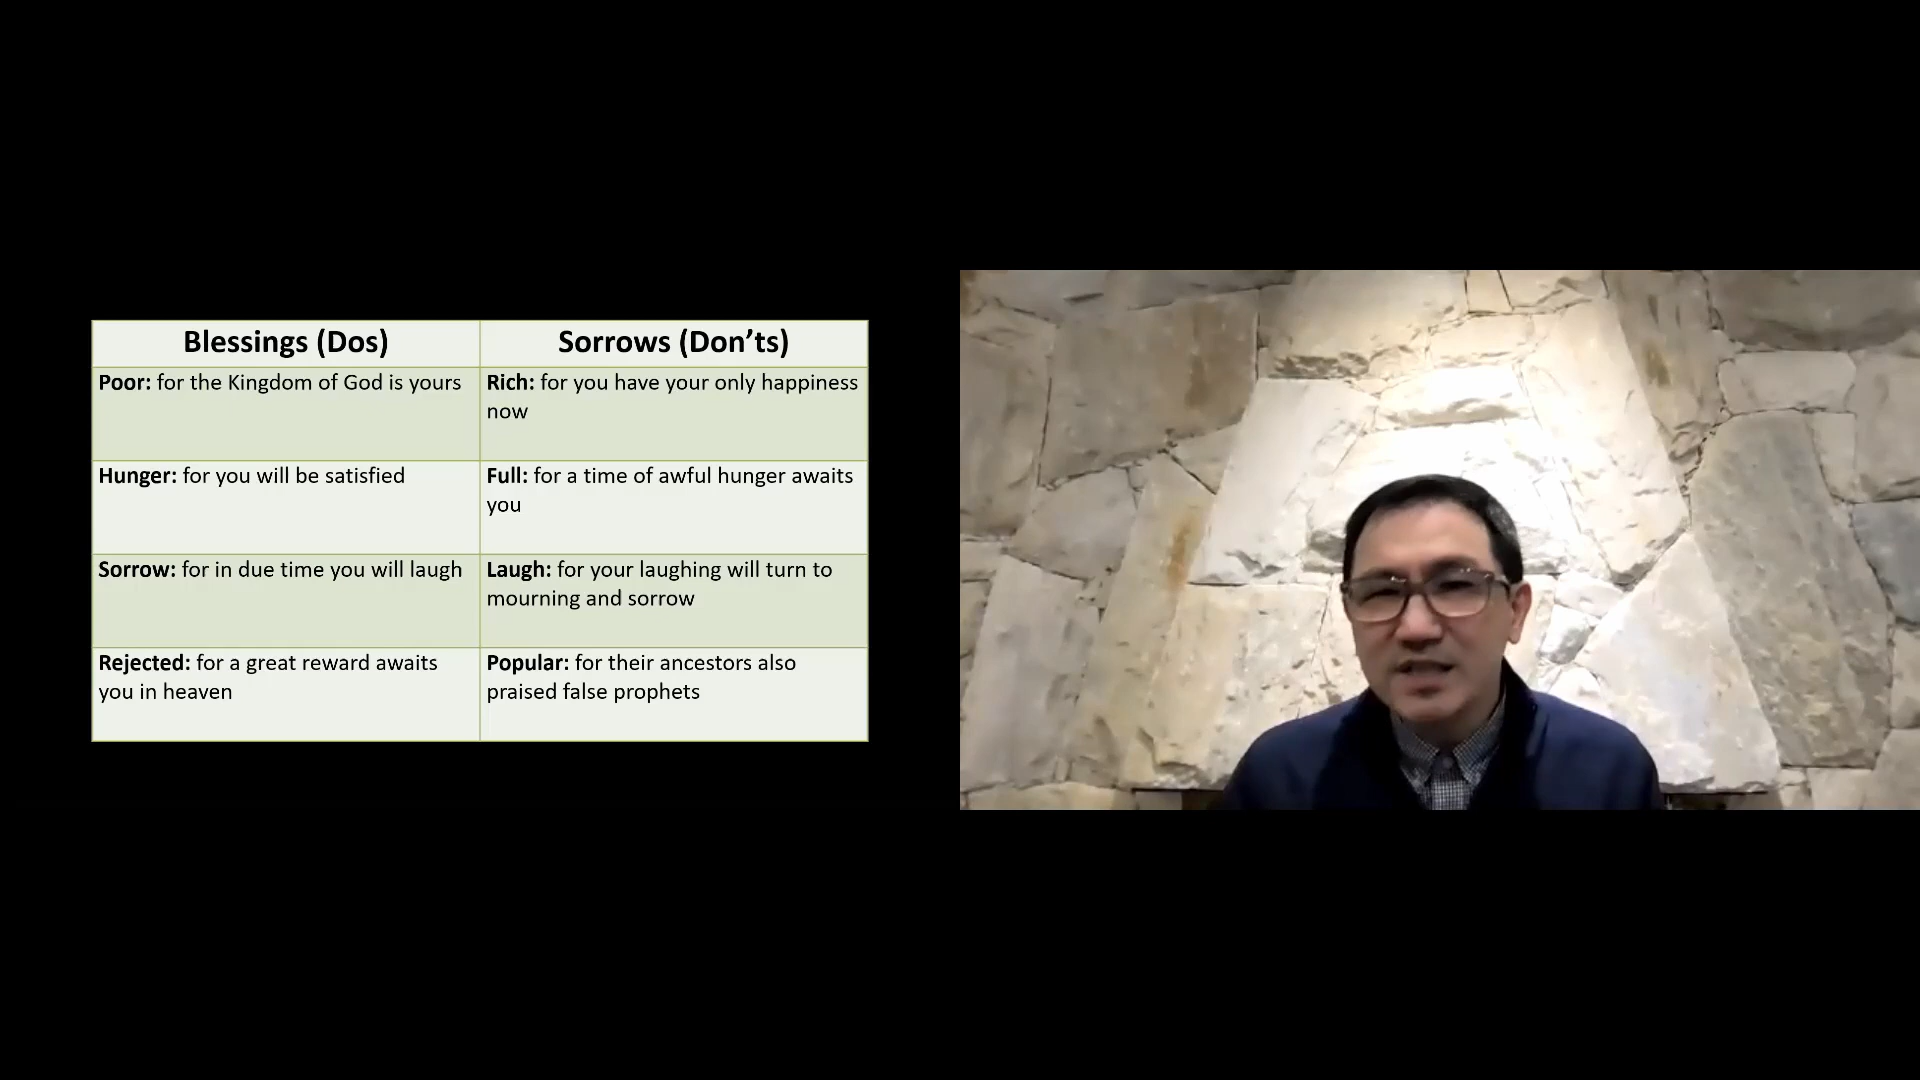 Blessings (Dos)
Sorrows (Don’ts)
Poor: for the Kingdom of God is yours
Rich: for you have your only happiness
now
Hunger: for you will be satisfied
Full: for a time of awful hunger awaits
you
Sorrow: for in due time you will laugh
Laugh: for your laughing will turn to
mourning and sorrow
Rejected: for a great reward awaits
you in heaven
Popular: for their ancestors also
praised false prophets